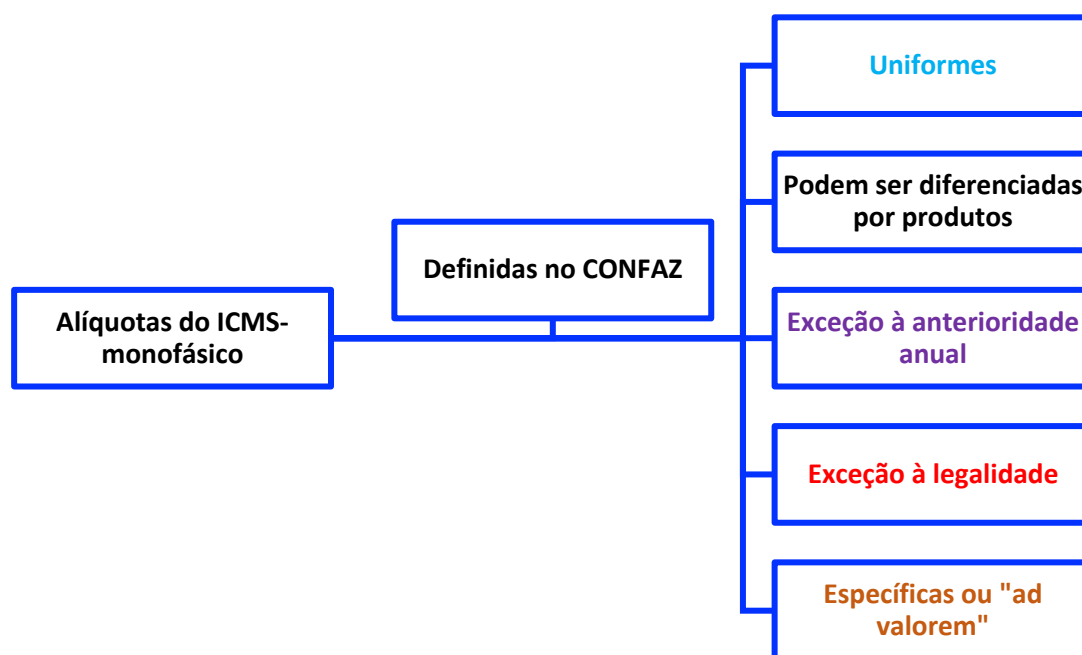 Alíquotas do ICMS-
monofásico
Definidas no CONFAZ
Uniformes
Podem ser diferenciadas
por produtos
Exceção à anterioridade
anual
Exceção à legalidade
Específicas ou "ad
valorem"